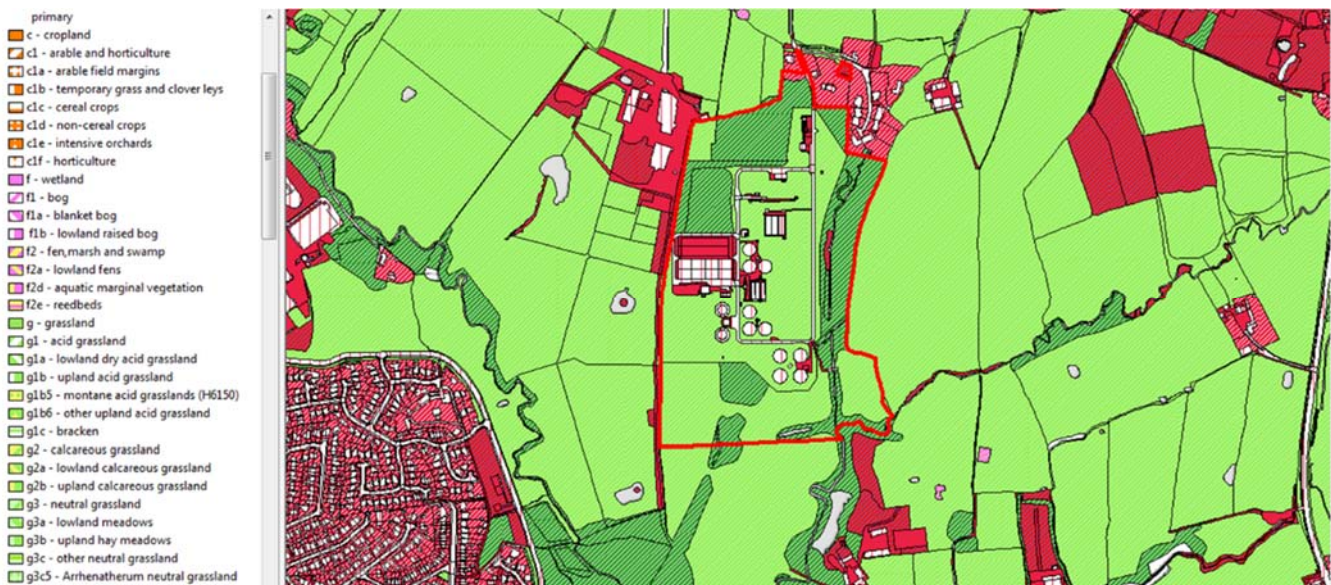 primary
c - cropland
c1 - arable and horticulture
c1a - arable field margins
c1b - temporary grass and clover leys
c1c - cereal crops
c1d - non-cereal crops
c1e - intensive orchards
c1f - horticulture
f - wetland
f1 - bog
f1a - blanket bog
f1b - lowland raised bog
f2 - fen,marsh and swamp
f2a - lowland fens
f2d - aquatic marginal vegetation
f2e - reedbeds
g - grassland
g1 - acid grassland
g1a - lowland dry acid grassland
g1b - upland acid grassland
g1b5 - montane acid grasslands (H6150)
g1b6 - other upland acid grassland
g1c - bracken
g2 - calcareous grassland
g2a - lowland calcareous grassland
g2b - upland calcareous grassland
g3 - neutral grassland
g3a - lowland meadows
g3b - upland hay meadows
g3c - other neutral grassland
g3c5 - Arrhenatherum neutral grassland